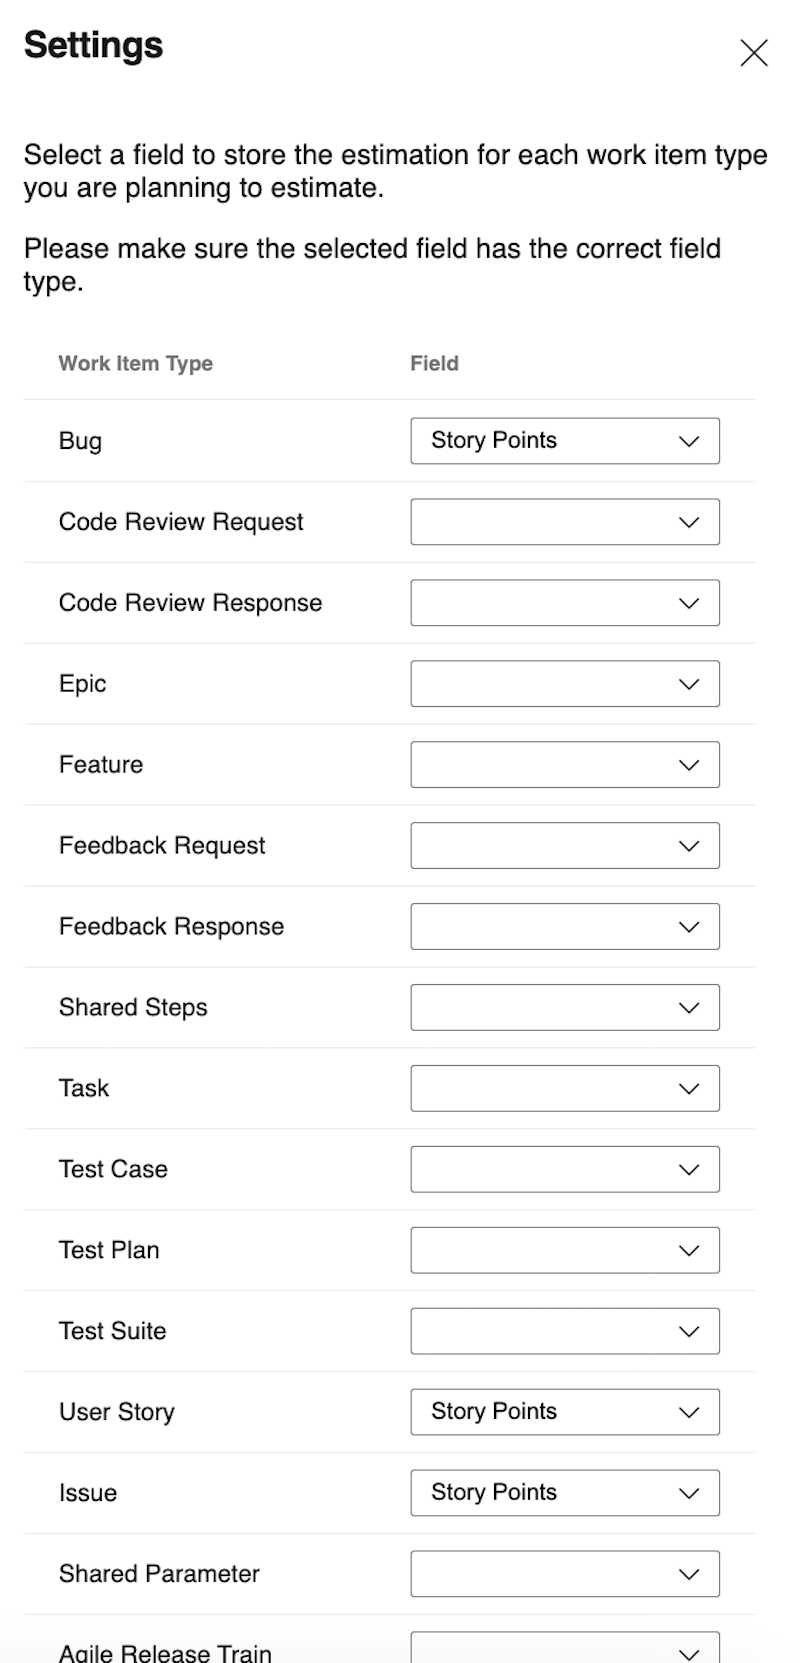 Settings
Select a field to store the estimation for each work item type
you are planning to estimate.
Please make sure the selected field has the correct field
type.
Work Item Type Field
Bug Story Points
Code Review Request
Code Review Response
Epic
Feature
Feedback Request
Feedback Response
Shared Steps
Task
Test Case
Test Plan
Test Suite
User Story Story Points
Issue Story Points
Shared Parameter
Agile Release Train